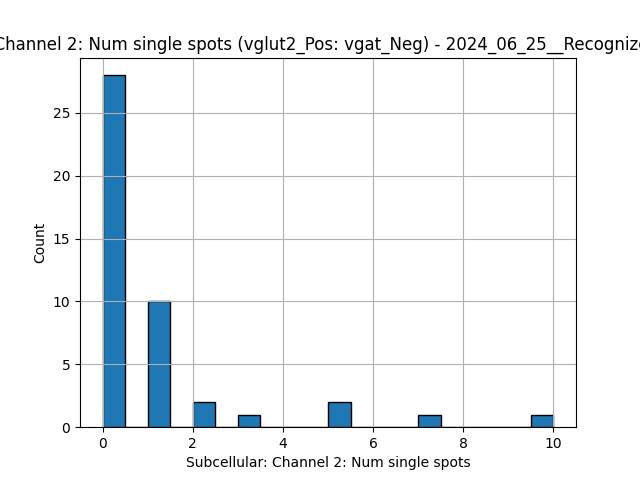 Channel 2: Num single spots (vglut2_Pos: vgat_Neg) - 2024_06_25__Recognize
25
20
15
10
5
0
Count
0 2 4 6 8 10
Subcellular: Channel 2: Num single spots